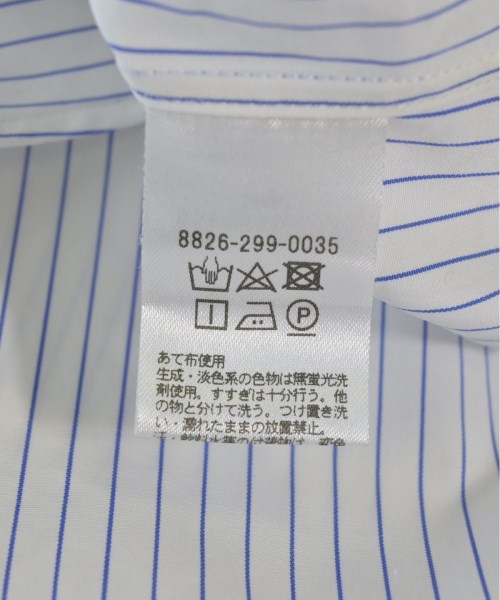 8826-299-0035
P
あて布使用
生成・淡色系の色物は無蛍光洗
剤使用。すすぎは十分行う。他
の物と分けて洗う。つけ置き洗
い・濡れたままの放置禁止。